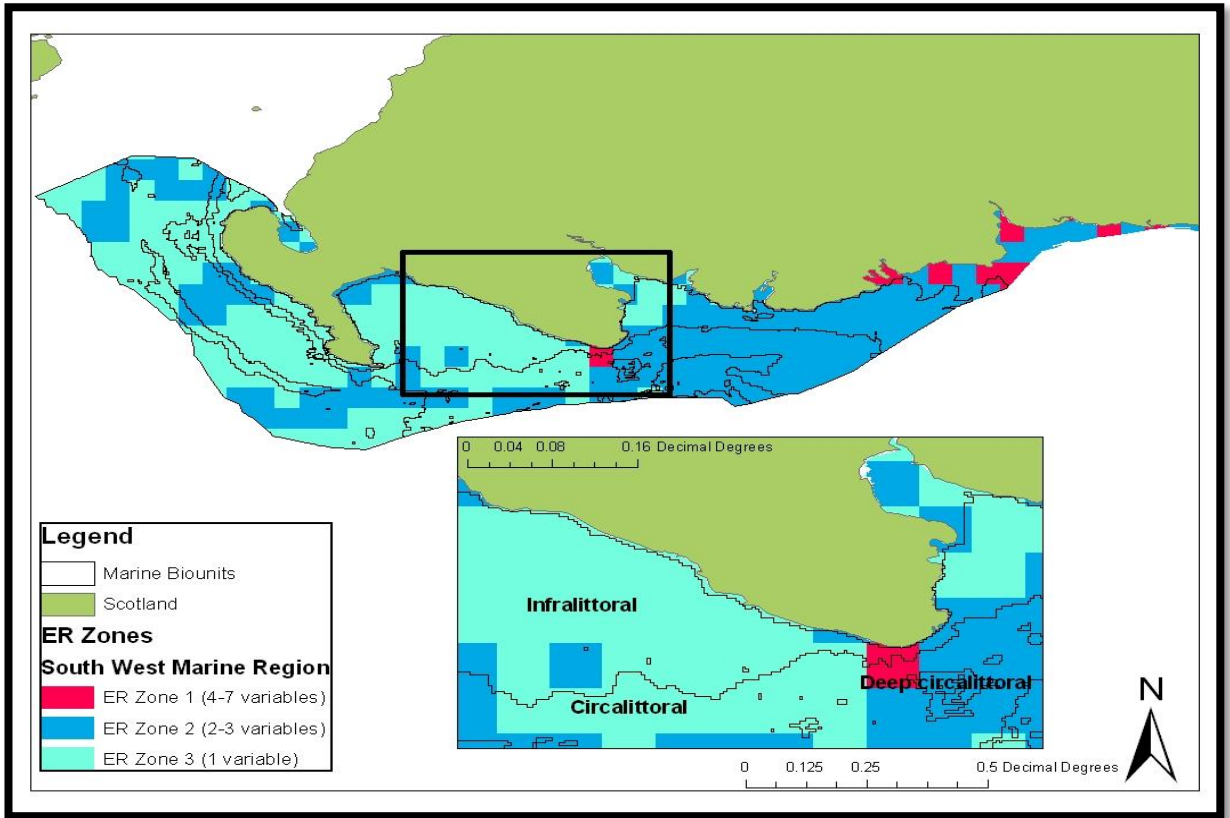 0 0.04 0.08 0.16 Decimal Degrees
Infralittoral
Circalittoral
Deep circalittoral
Legend
Marine Biounits
Scotland
ER Zones
South West Marine Region
ER Zone 1 (4-7 variables)
ER Zone 2 (2-3 variables)
ER Zone 3 (1 variable)
N
0 0.125 0.25 0.5 Decimal Degrees